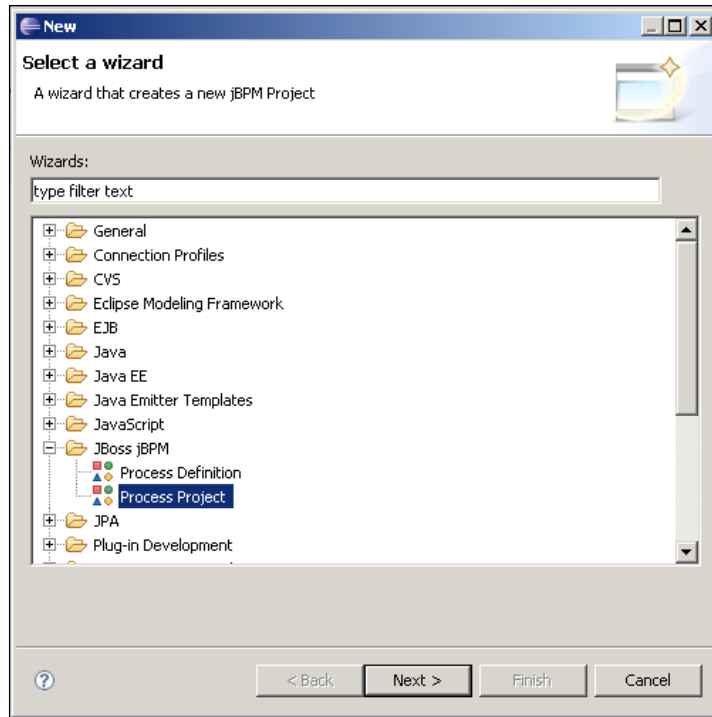 New
Select a wizard
A wizard that creates a new jBPM Project
Wizards:
type filter text
General
Connection Profiles
CVS
Eclipse Modeling Framework
EJB
Java
Java EE
Java Emitter Templates
JavaScript
JBoss jBPM
Process Definition
Process Project
JPA
Plug-in Development
< Back Next > Finish Cancel